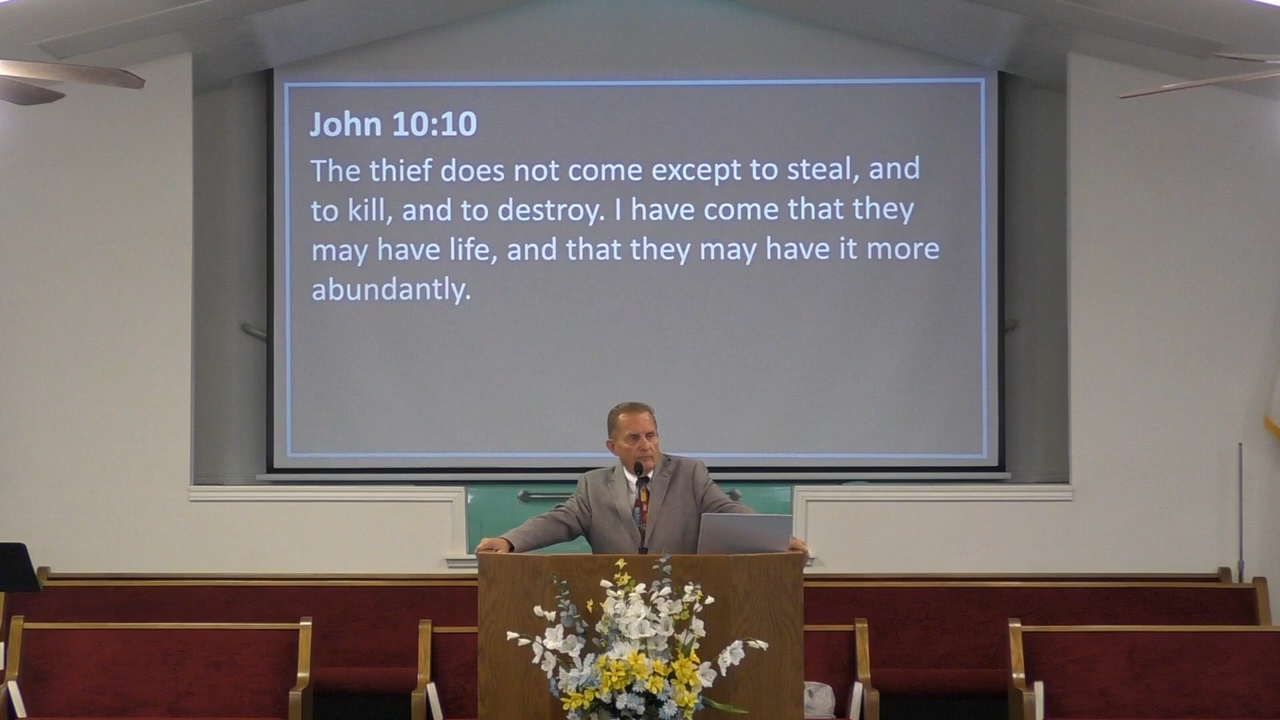 John 10:10
The thief does not come except to steal, and
to kill, and to destroy. I have come that they
may have life, and that they may have it more
abundantly.